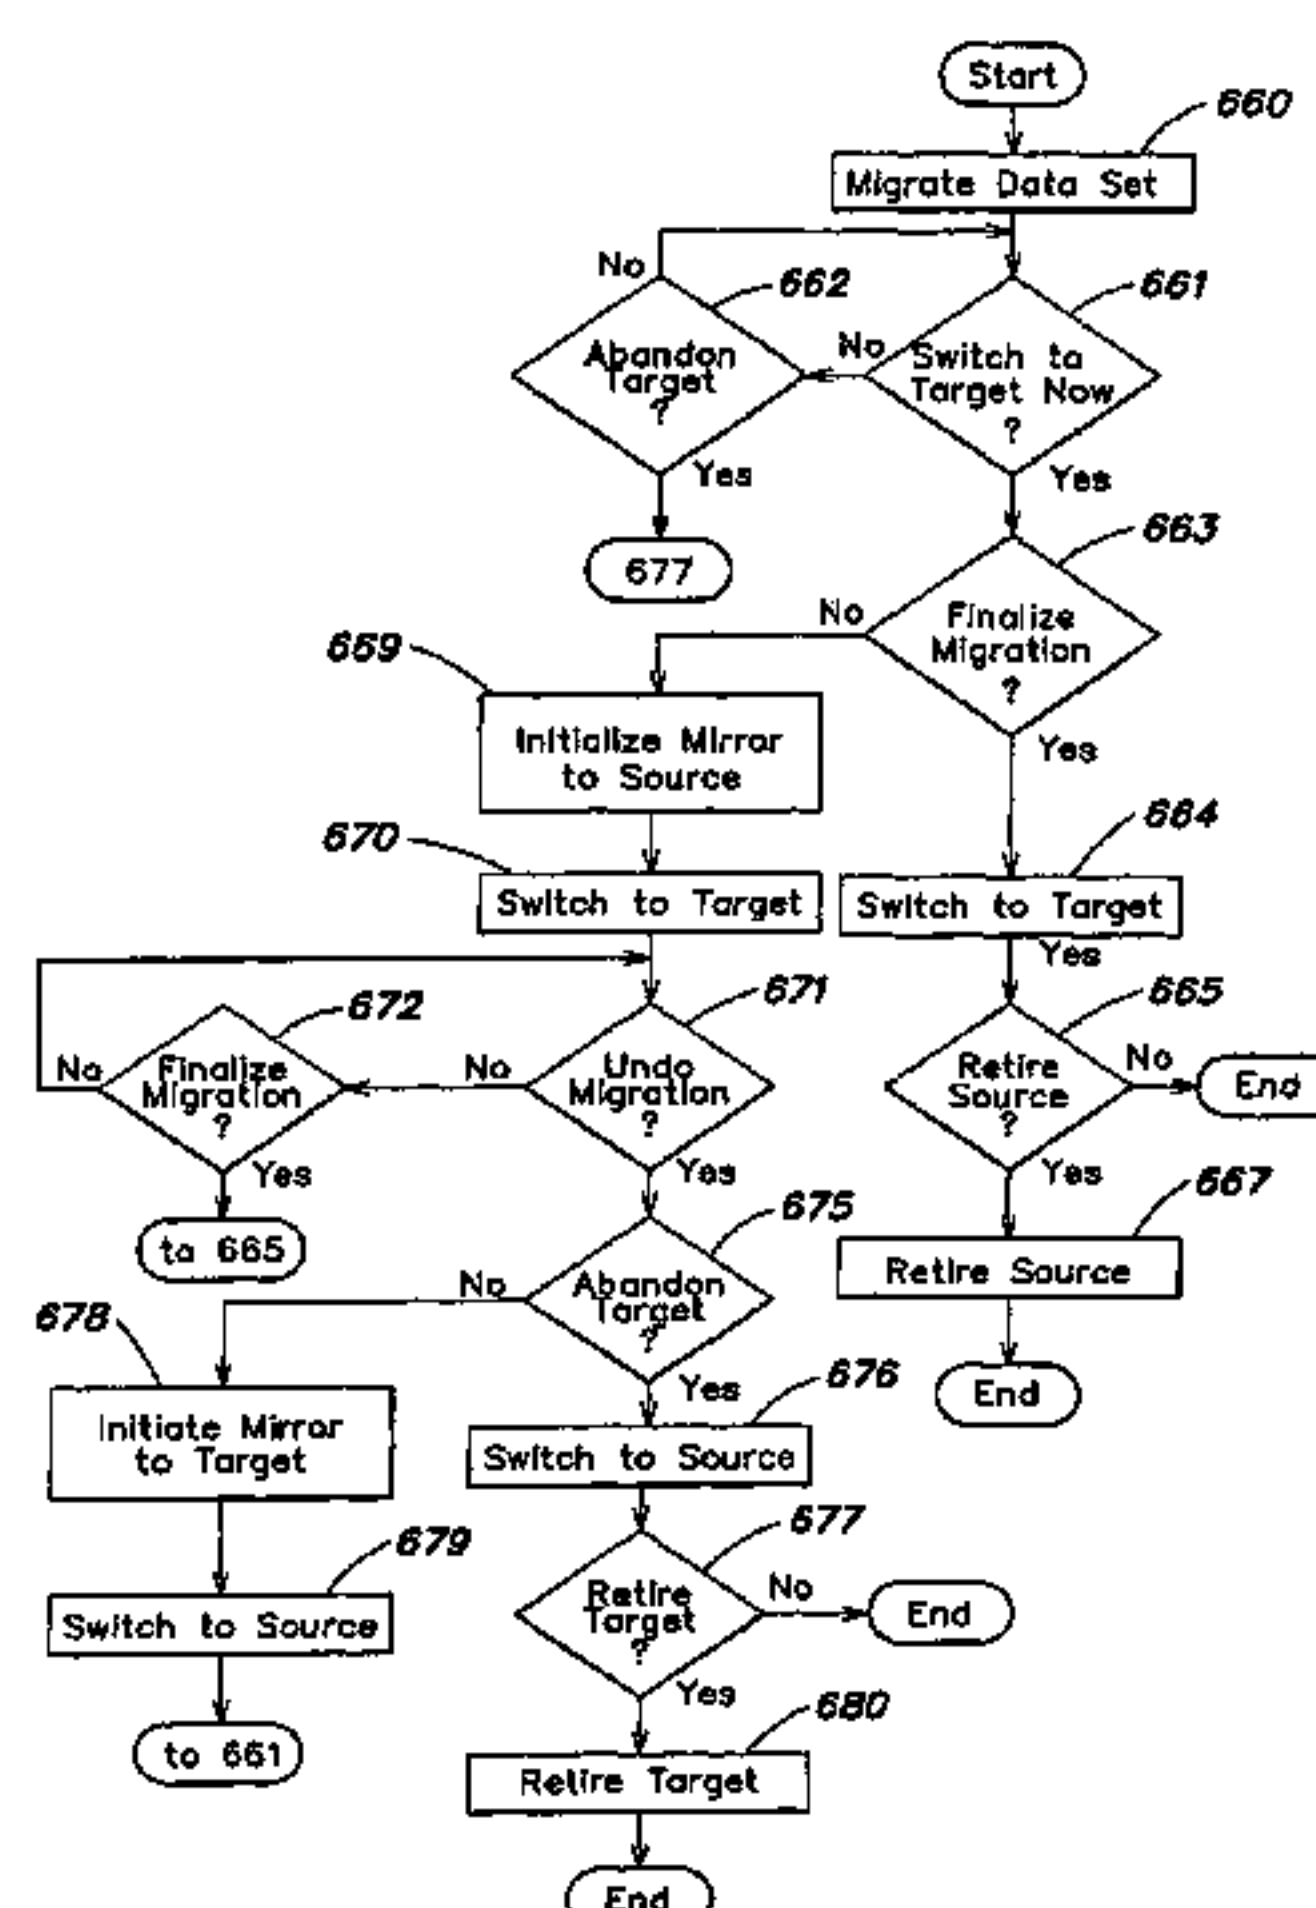 Start
660
Migrate Data Set
No
662
661
Abandon
Target
?
No
Switch to
Target Now
?
Yes
Yes
677
663
No
Finalize
Migration
?
Yes
669
Initialize Mirror
to Source
670
664
Switch to Target
Switch to Target
Yes
672
671
665
No
Finalize
Migration
?
No
Undo
Migration
?
Retire
Source
?
No
End
Yes
Yes
Yes
667
to 665
675
Retire Source
No
Abandon
Target
?
678
Yes
676
End
Initiate Mirror
to Target
Switch to Source
679
677
Retire
Target
?
No
End
Switch to Source
Yes
680
to 661
Retire Target
End